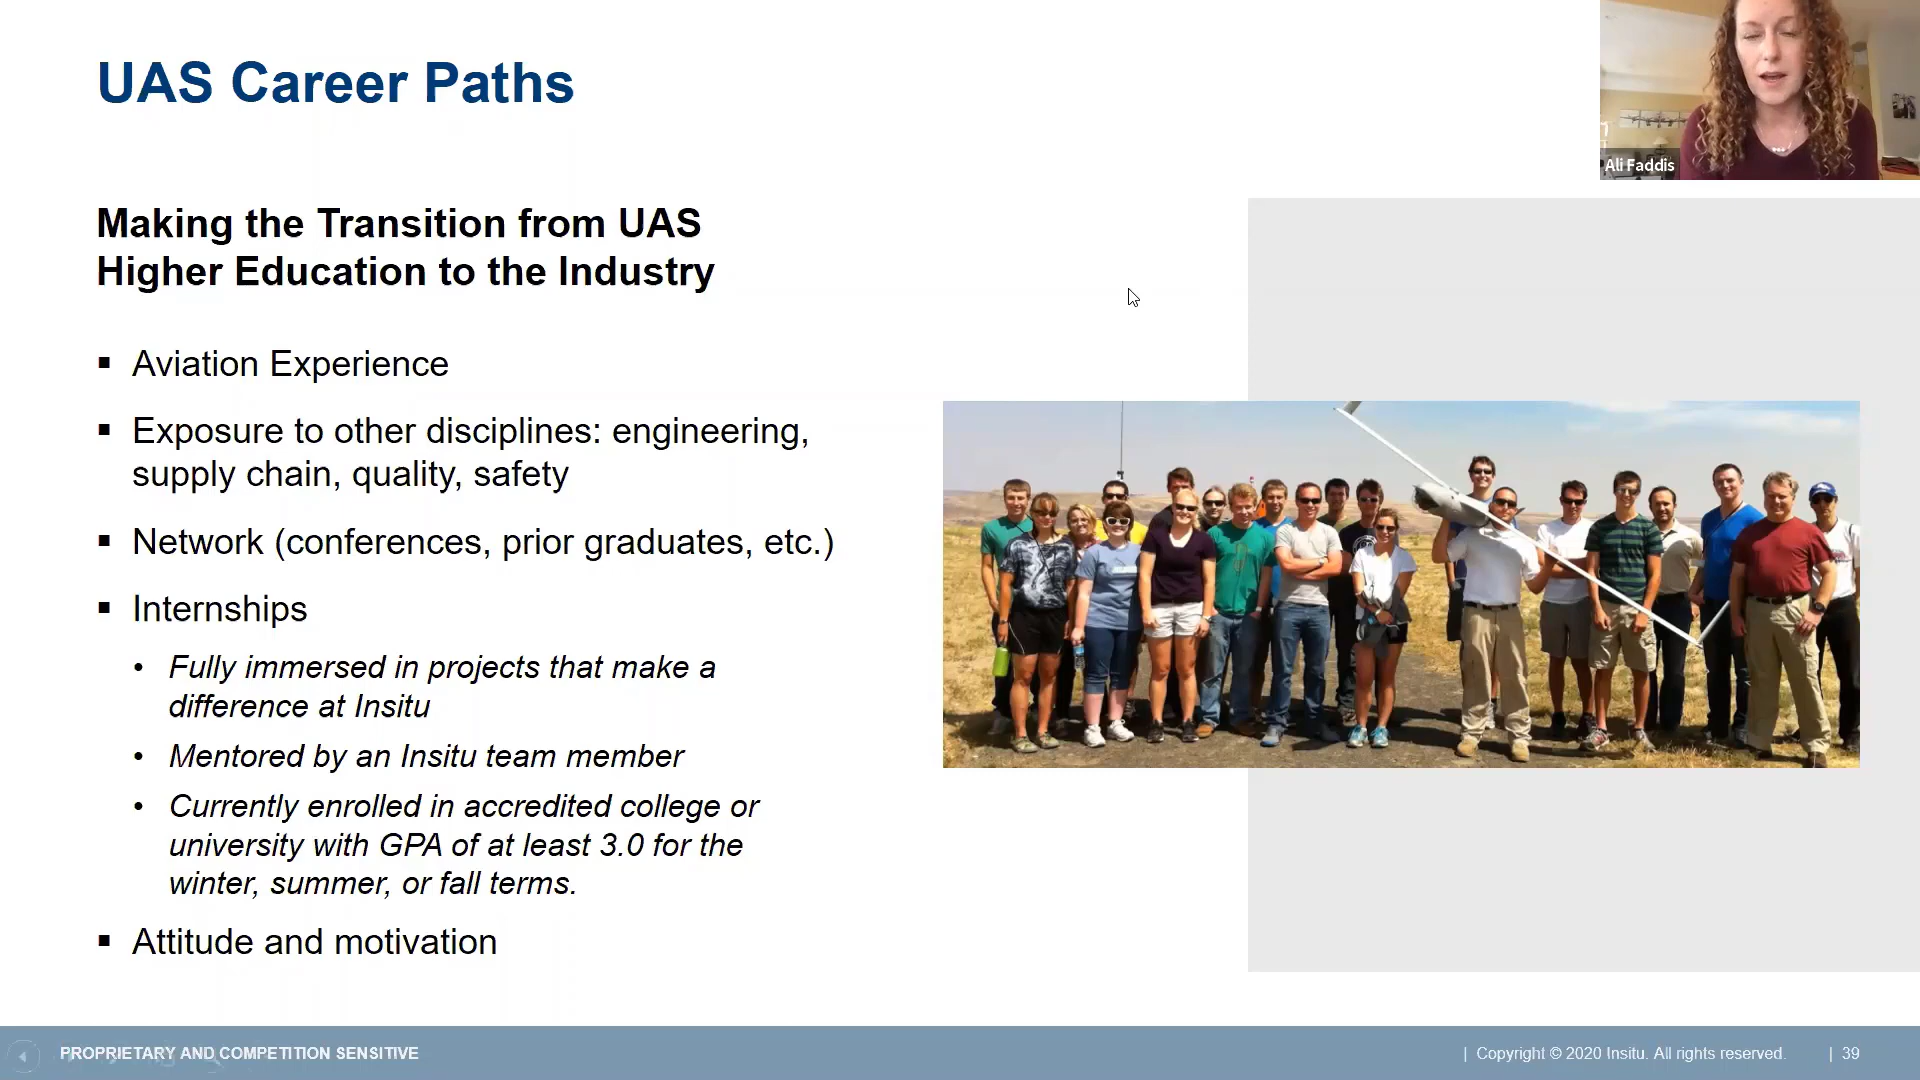 UAS Career Paths
Ali Faddis
Making the Transition from UAS
Higher Education to the Industry
▪ Aviation Experience
▪ Exposure to other disciplines: engineering,
supply chain, quality, safety
▪ Network (conferences, prior graduates, etc.)
▪ Internships
• Fully immersed in projects that make a
difference at Insitu
• Mentored by an Insitu team member
• Currently enrolled in accredited college or
university with GPA of at least 3.0 for the
winter, summer, or fall terms.
▪ Attitude and motivation
PROPRIETARY AND COMPETITION SENSITIVE
| Copyright © 2020 Insitu. All rights reserved. | 39